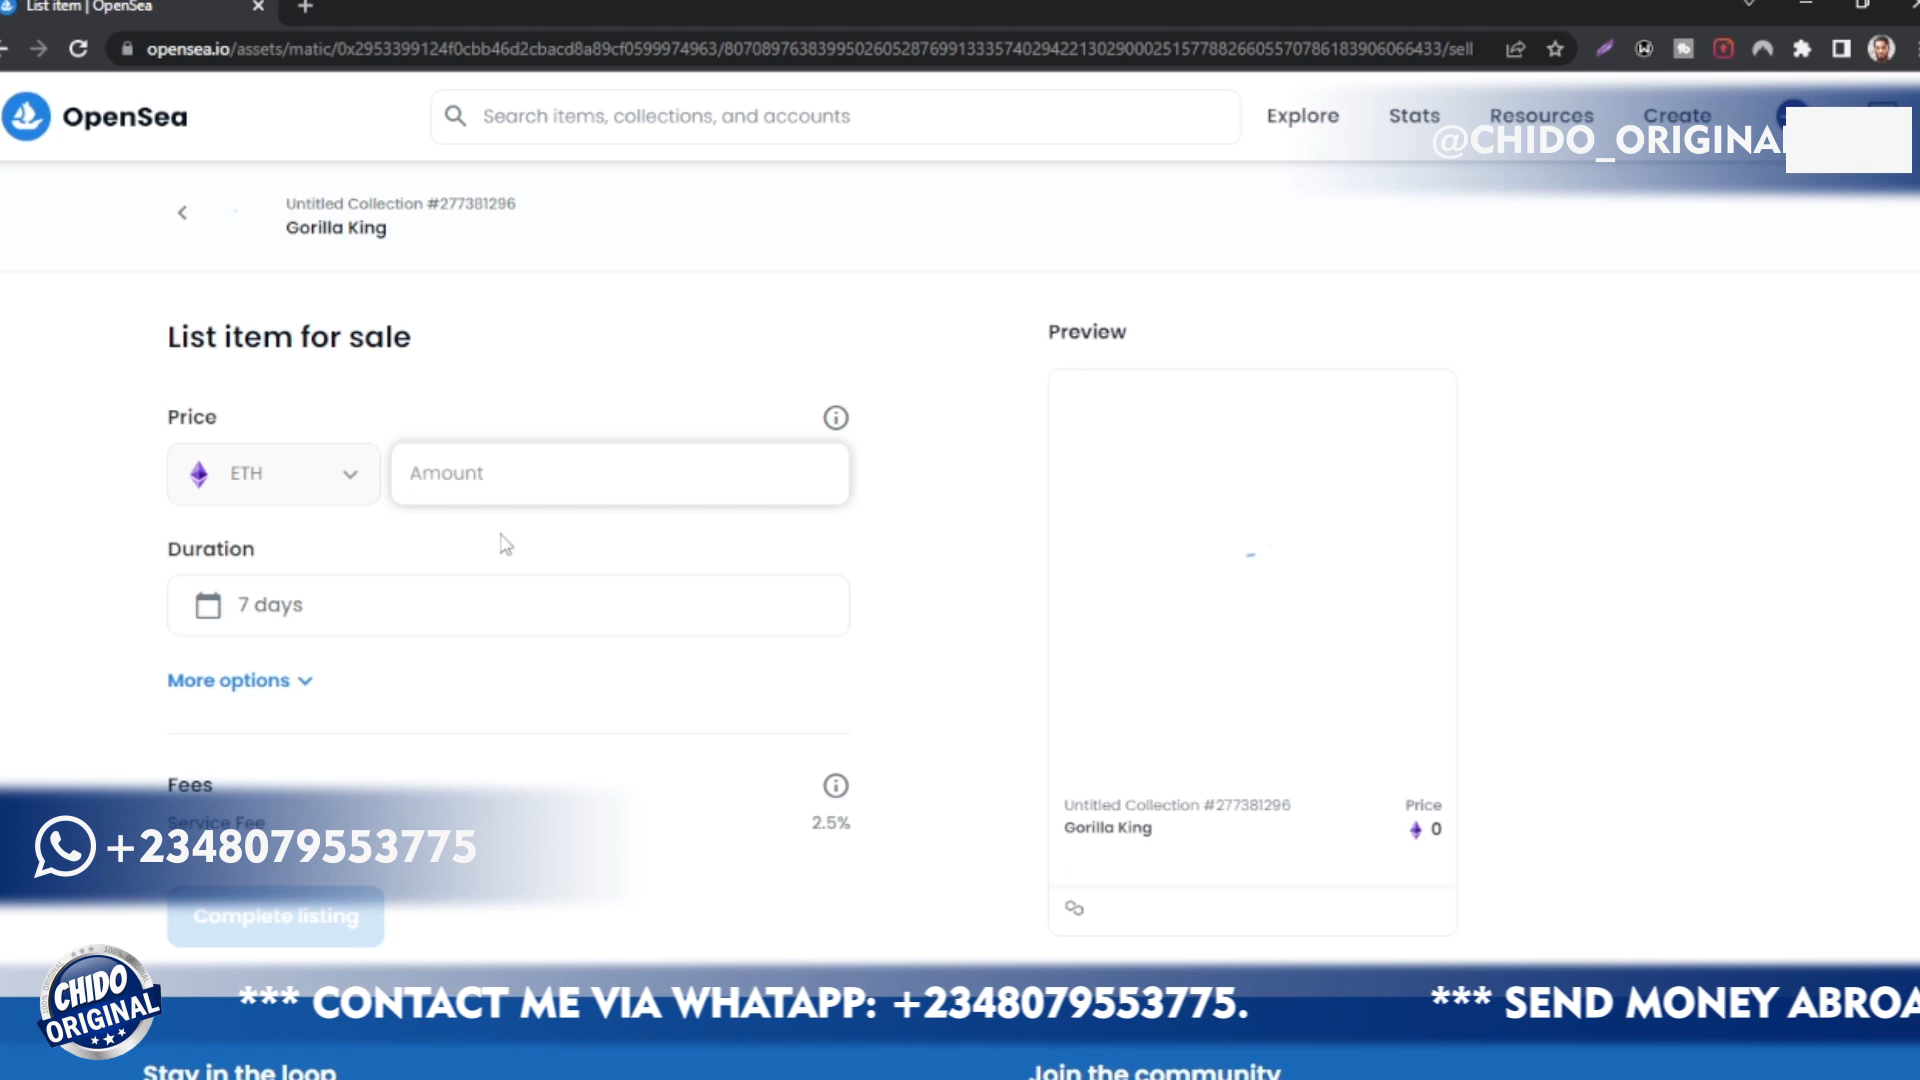 List item | OpenSea
opensea.io/assets/matic/0x2953399124f0cbb46d2cbacd8a89cf0599974963/80708976383995026052876991333574029422130290002515778826605570786183906066433/sell
OpenSea
Search items, collections, and accounts
Explore
Stats
Resources
Create
@CHIDO_ORIGINAL
Untitled Collection #277381296
Gorilla King
List item for sale
Preview
Price
ETH
Amount
Duration
7 days
More options
Fees
Service Fee
2.5%
+2348079553775
Complete listing
Untitled Collection #277381296
Price
Gorilla King
0
CHIDO
ORIGINAL
*** CONTACT ME VIA WHATAPP: +2348079553775.
*** SEND MONEY ABROA
Stay in the loop
Join the community